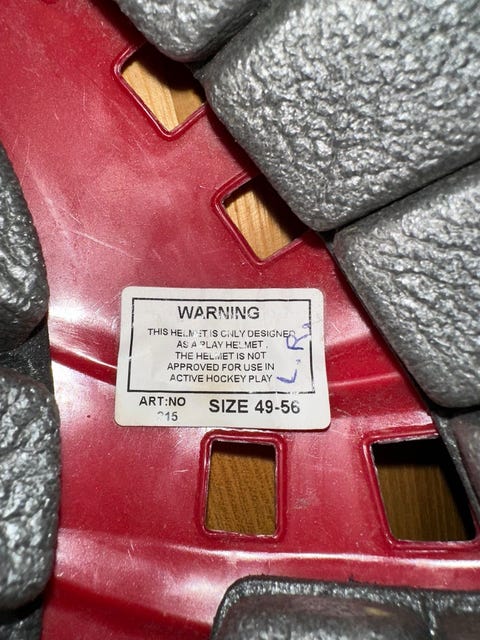 WARNING
THIS HELMET IS ONLY DESIGNED
AS A PLAY HELMET.
THE HELMET IS NOT
APPROVED FOR USE IN
ACTIVE HOCKEY PLAY
L.R.
ART:NO SIZE 49-56